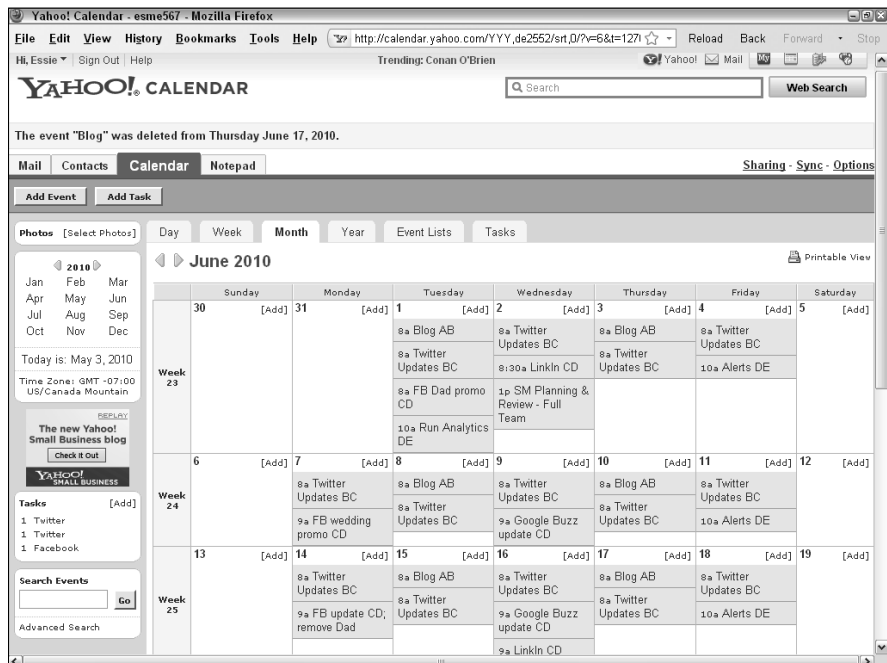 Yahoo! Calendar - esme567 - Mozilla Firefox
File Edit View History Bookmarks Tools Help http://calendar.yahoo.com/YYY,de2552/srt,0/?v=6&t=127 Reload Back Forward Stop
Hi, Essie Sign Out Help Trending: Conan O'Brien Yahoo! Mail My
YAHOO!® CALENDAR Search Web Search
The event "Blog" was deleted from Thursday June 17, 2010.
Mail Contacts Calendar Notepad Sharing - Sync - Options
Add Event Add Task
Photos [Select Photos]
2010
Jan Feb Mar
Apr May Jun
Jul Aug Sep
Oct Nov Dec
Today is: May 3, 2010
Time Zone: GMT -07:00
US/Canada Mountain
REPLAY
The new Yahoo!
Small Business blog
Check It Out
YAHOO!
SMALL BUSINESS
Tasks [Add]
1 Twitter
1 Twitter
1 Facebook
Search Events
Go
Advanced Search
Day Week Month Year Event Lists Tasks
June 2010 Printable View
Sunday Monday Tuesday Wednesday Thursday Friday Saturday
Week
23
30 [Add]
31 [Add]
1 [Add]
8a Blog AB
8a Twitter
Updates BC
8a FB Dad promo
CD
10a Run Analytics
DE
2 [Add]
8a Twitter
Updates BC
8:30a LinkIn CD
1p SM Planning &
Review - Full
Team
3 [Add]
8a Blog AB
8a Twitter
Updates BC
4 [Add]
8a Twitter
Updates BC
10a Alerts DE
5 [Add]
Week
24
6 [Add]
7 [Add]
8a Twitter
Updates BC
9a FB wedding
promo CD
8 [Add]
8a Blog AB
8a Twitter
Updates BC
9 [Add]
8a Twitter
Updates BC
9a Google Buzz
update CD
10 [Add]
8a Blog AB
8a Twitter
Updates BC
11 [Add]
8a Twitter
Updates BC
10a Alerts DE
12 [Add]
Week
25
13 [Add]
14 [Add]
8a Twitter
Updates BC
9a FB update CD;
remove Dad
15 [Add]
8a Blog AB
8a Twitter
Updates BC
16 [Add]
8a Twitter
Updates BC
9a Google Buzz
update CD
9a LinkIn CD
17 [Add]
8a Blog AB
8a Twitter
Updates BC
18 [Add]
8a Twitter
Updates BC
10a Alerts DE
19 [Add]